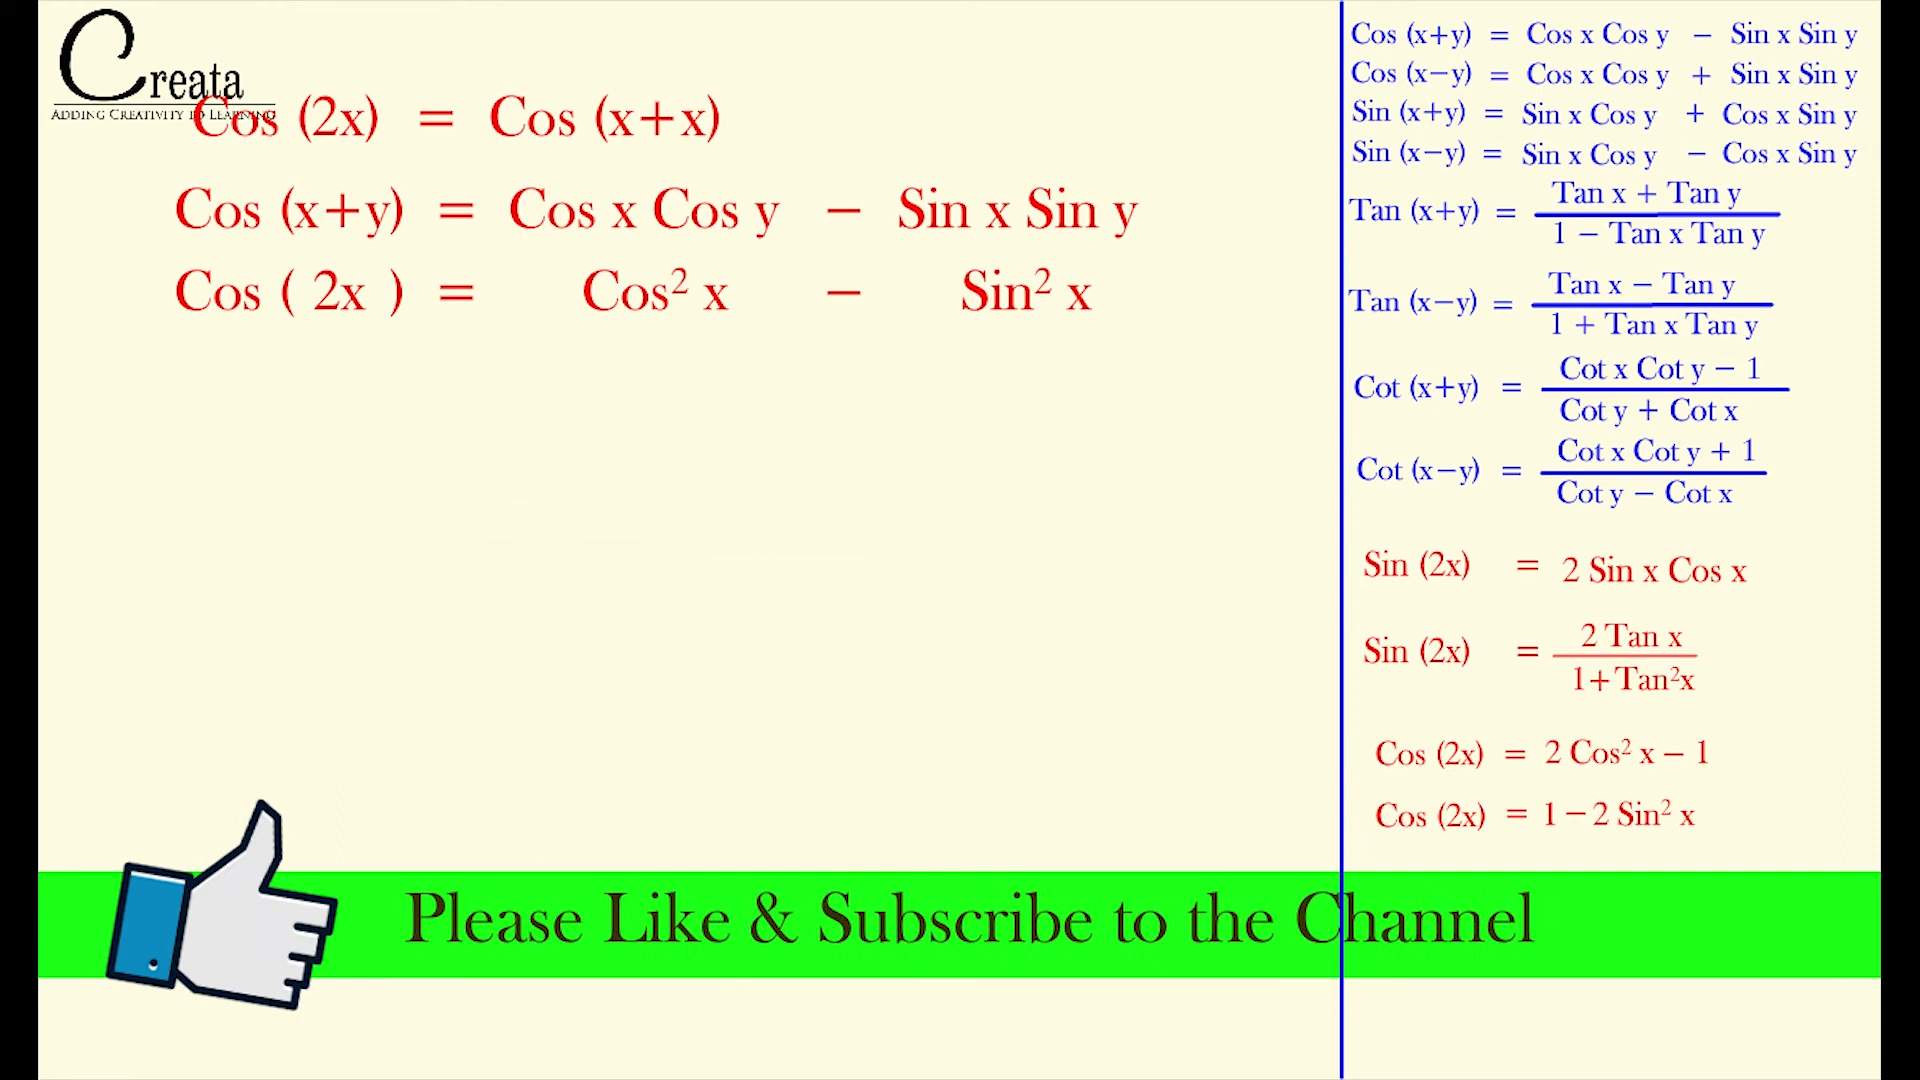 Creata
ADDING CREATIVITY TO LEARNING
Cos (2x) = Cos (x+x)
Cos (x+y) = Cos x Cos y − Sin x Sin y
Cos ( 2x ) = Cos² x − Sin² x
Cos (x+y) = Cos x Cos y − Sin x Sin y
Cos (x−y) = Cos x Cos y + Sin x Sin y
Sin (x+y) = Sin x Cos y + Cos x Sin y
Sin (x−y) = Sin x Cos y − Cos x Sin y
Tan x + Tan y
Tan (x+y) =
1 − Tan x Tan y
Tan x − Tan y
Tan (x−y) =
1 + Tan x Tan y
Cot x Cot y − 1
Cot (x+y) =
Cot y + Cot x
Cot x Cot y + 1
Cot (x−y) =
Cot y − Cot x
Sin (2x) = 2 Sin x Cos x
2 Tan x
Sin (2x) =
1+Tan²x
Cos (2x) = 2 Cos² x − 1
Cos (2x) = 1 − 2 Sin² x
Please Like & Subscribe to the Channel